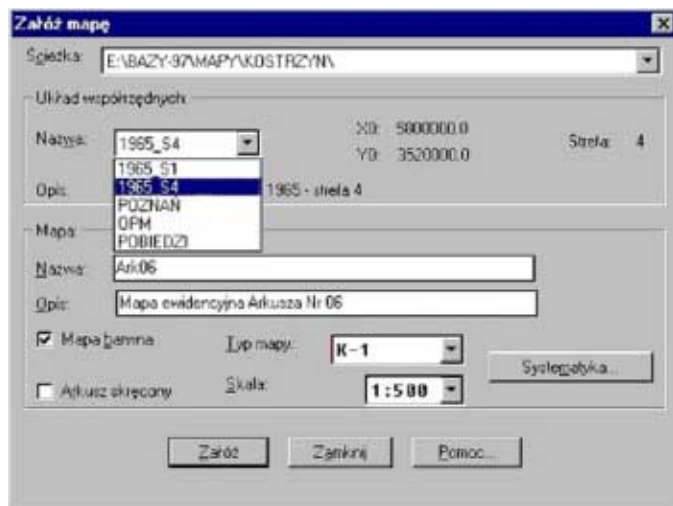 Załóż mapę
Ścieżka: E:\BAZY-97\MAPY\KOSTRZYN\
Układ współrzędnych:
Nazwa: 1965_S4 X0: 5800000.0 Strefa: 4
Y0: 3520000.0
1965_S1
1965_S4
POZNAŃ
OPM
POBIEDZI
Opis: 1965 - strefa 4
Mapa:
Nazwa: Ark06
Opis: Mapa ewidencyjna Arkusza Nr 06
Mapa barwna Typ mapy: K-1
Systematyka...
Arkusz skręcony Skala: 1:500
Załóż Zamknij Pomoc...